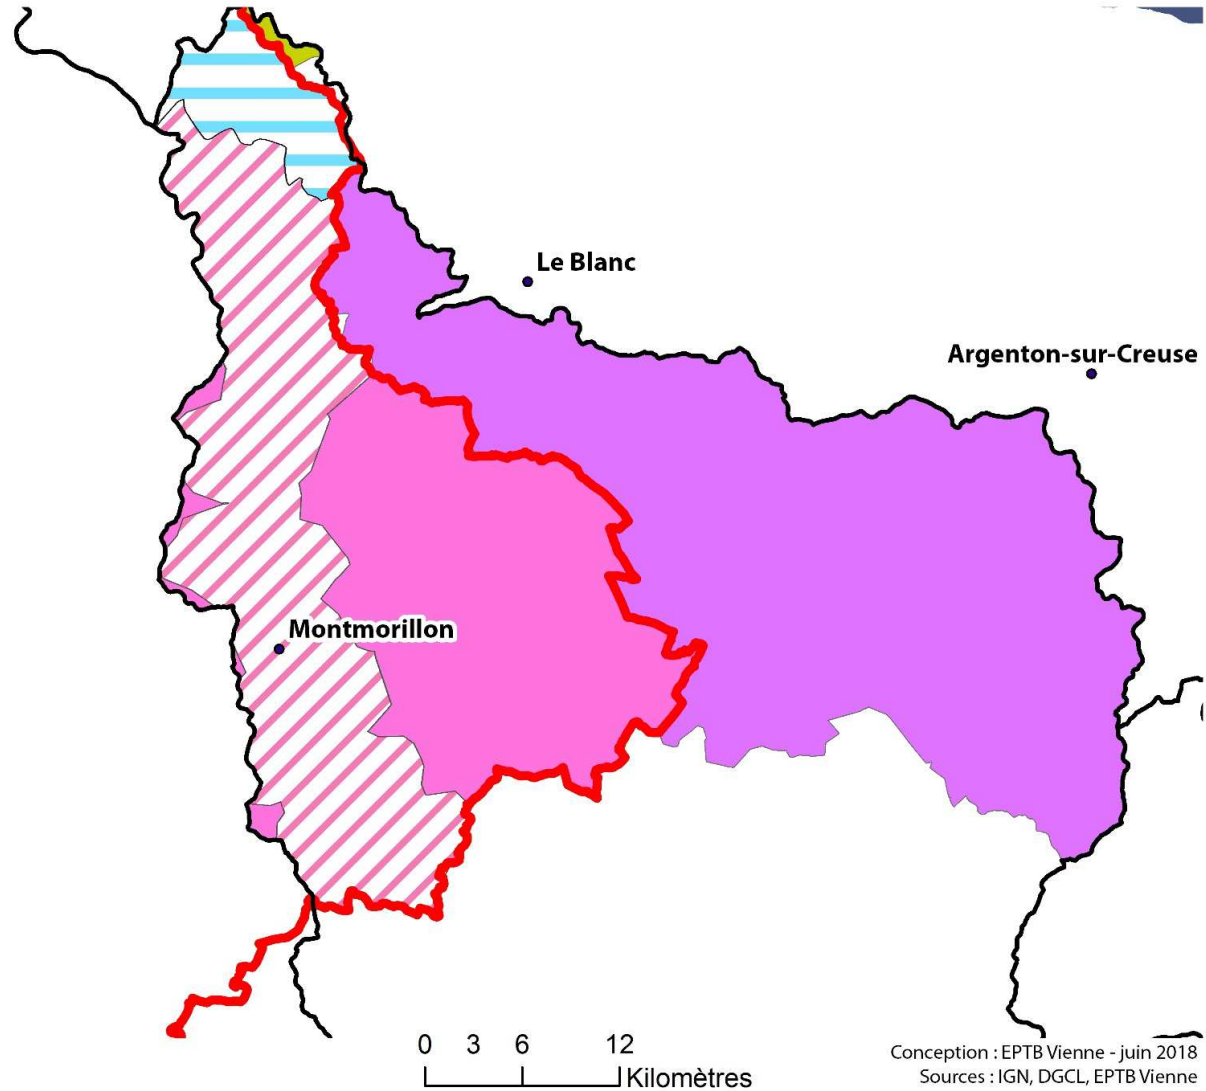 Le Blanc
Argenton-sur-Creuse
Montmorillon
0 3 6 12
Kilomètres
Conception : EPTB Vienne - juin 2018
Sources : IGN, DGCL, EPTB Vienne